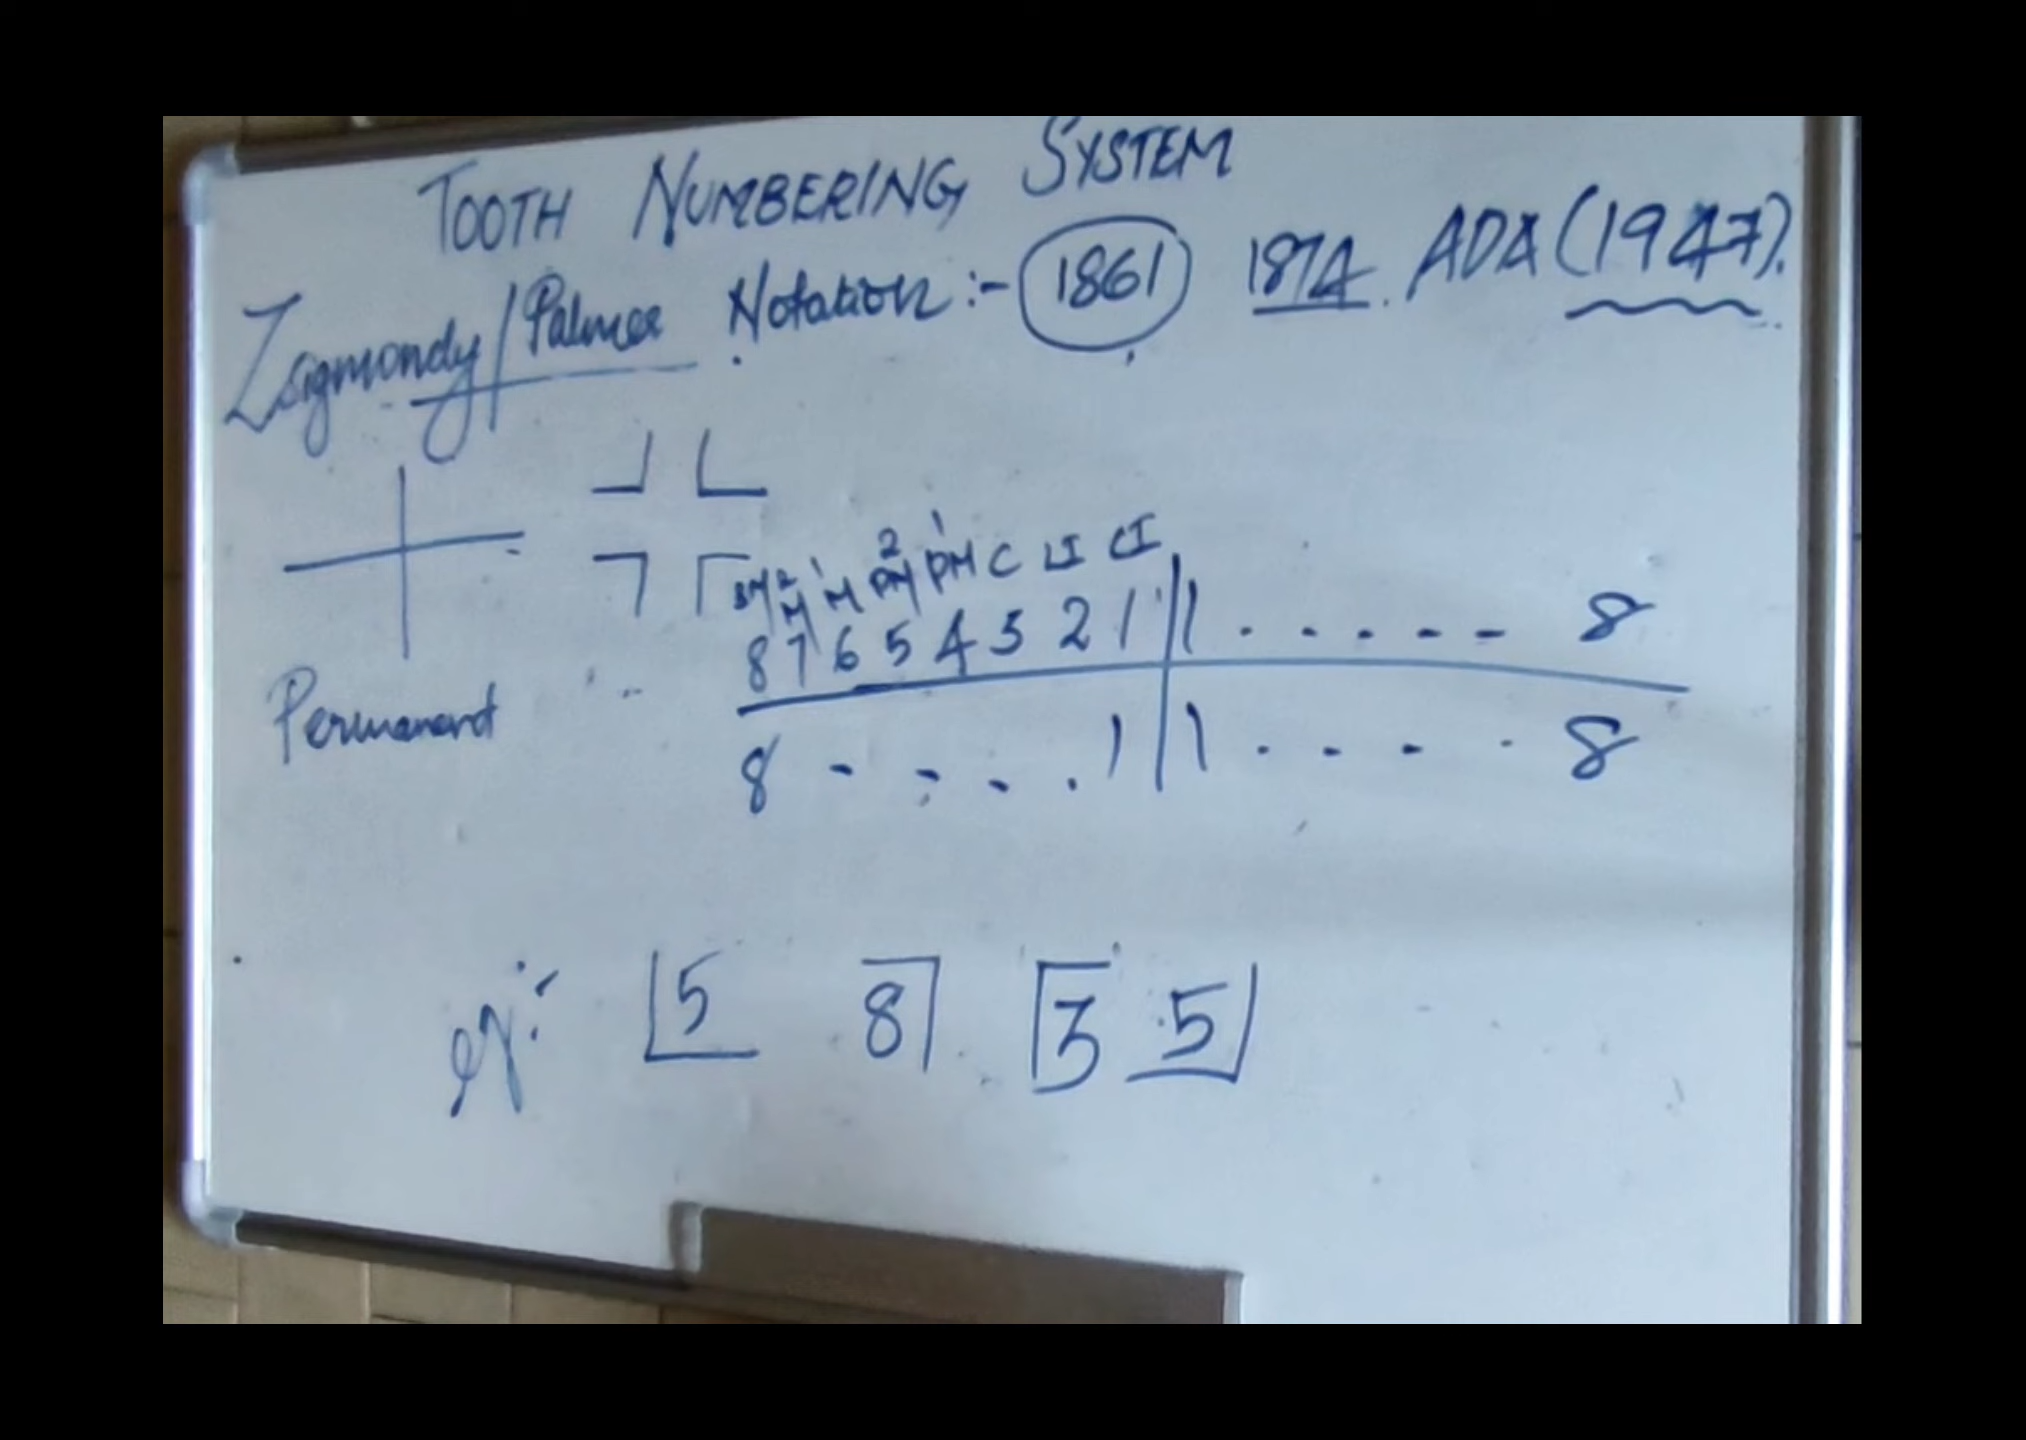 TOOTH NUMBERING SYSTEM
Zsigmondy/Palmer Notation :- 1861 1874. ADA (1947).
3M 2M 1M 2PM 1PM C LI CI
8 7 6 5 4 3 2 1 | 1 . . . . - - 8
Permanent
8 - - - . 1 | 1 . . . . 8
ex:- 5 8 3 5